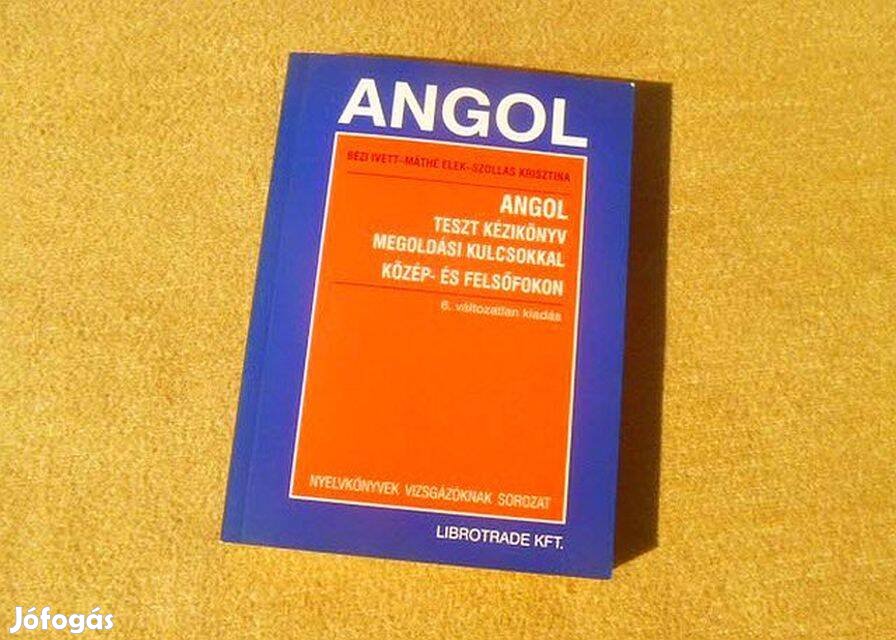 ANGOL
BÉZI IVETT–MÁTHÉ ELEK–SZŐLLÁS KRISZTINA
ANGOL
TESZT KÉZIKÖNYV
MEGOLDÁSI KULCSOKKAL
KÖZÉP- ÉS FELSŐFOKON
6. változatlan kiadás
NYELVKÖNYVEK VIZSGÁZÓKNAK SOROZAT
LIBROTRADE KFT.
Jófogás